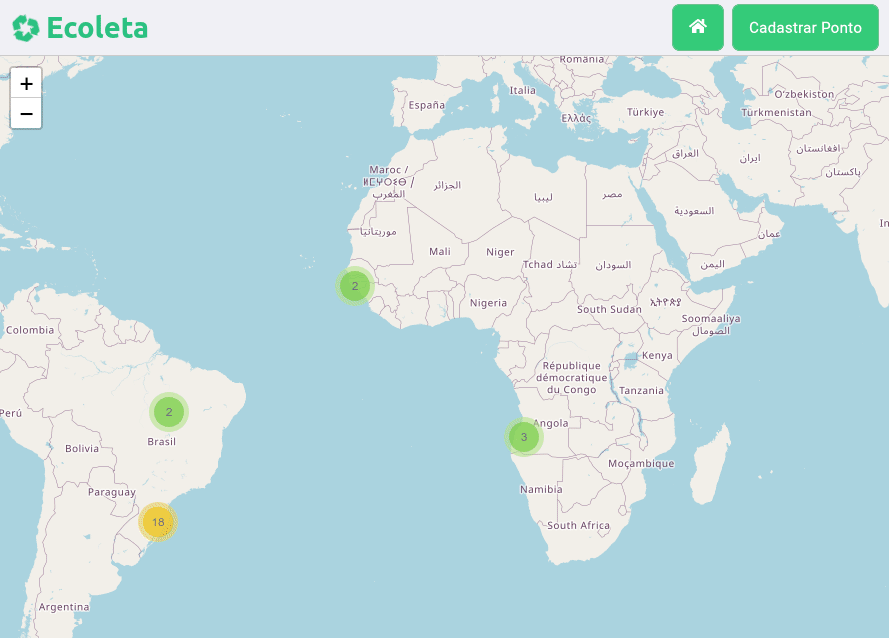 Ecoleta
Cadastrar Ponto
+
−
România
Italia
O'zbekiston
España
Türkiye
Türkmenistan
Ελλάς
افغانستان
العراق
ایران
Maroc /
ⵍⵎⵖⵔⵉⴱ /
المغرب
الجزائر
پاکستان
ليبيا
مصر
السعودية
In
موريتانيا
عمان
Mali
Niger
Tchad تشاد
السودان
اليمن
2
Nigeria
South Sudan
ኢትዮጵያ
Soomaaliya
الصومال
Colombia
Kenya
République
démocratique
du Congo
Tanzania
Perú
2
Brasil
Angola
3
Bolivia
Moçambique
Paraguay
Namibia
18
South Africa
Argentina